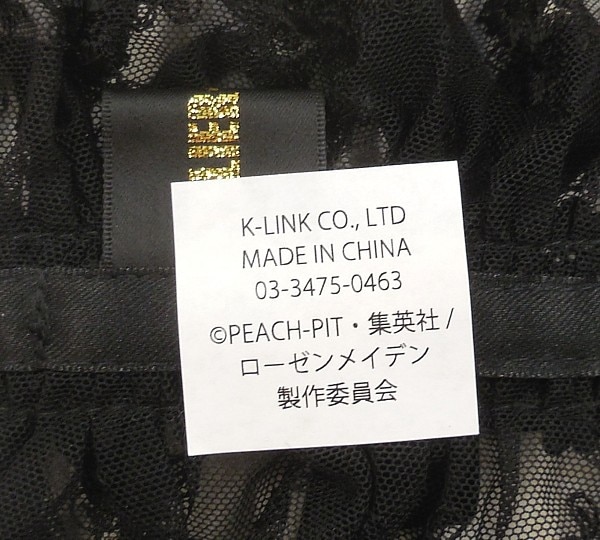 LIER
K-LINK CO., LTD
MADE IN CHINA
03-3475-0463
©PEACH-PIT・集英社 /
ローゼンメイデン
製作委員会